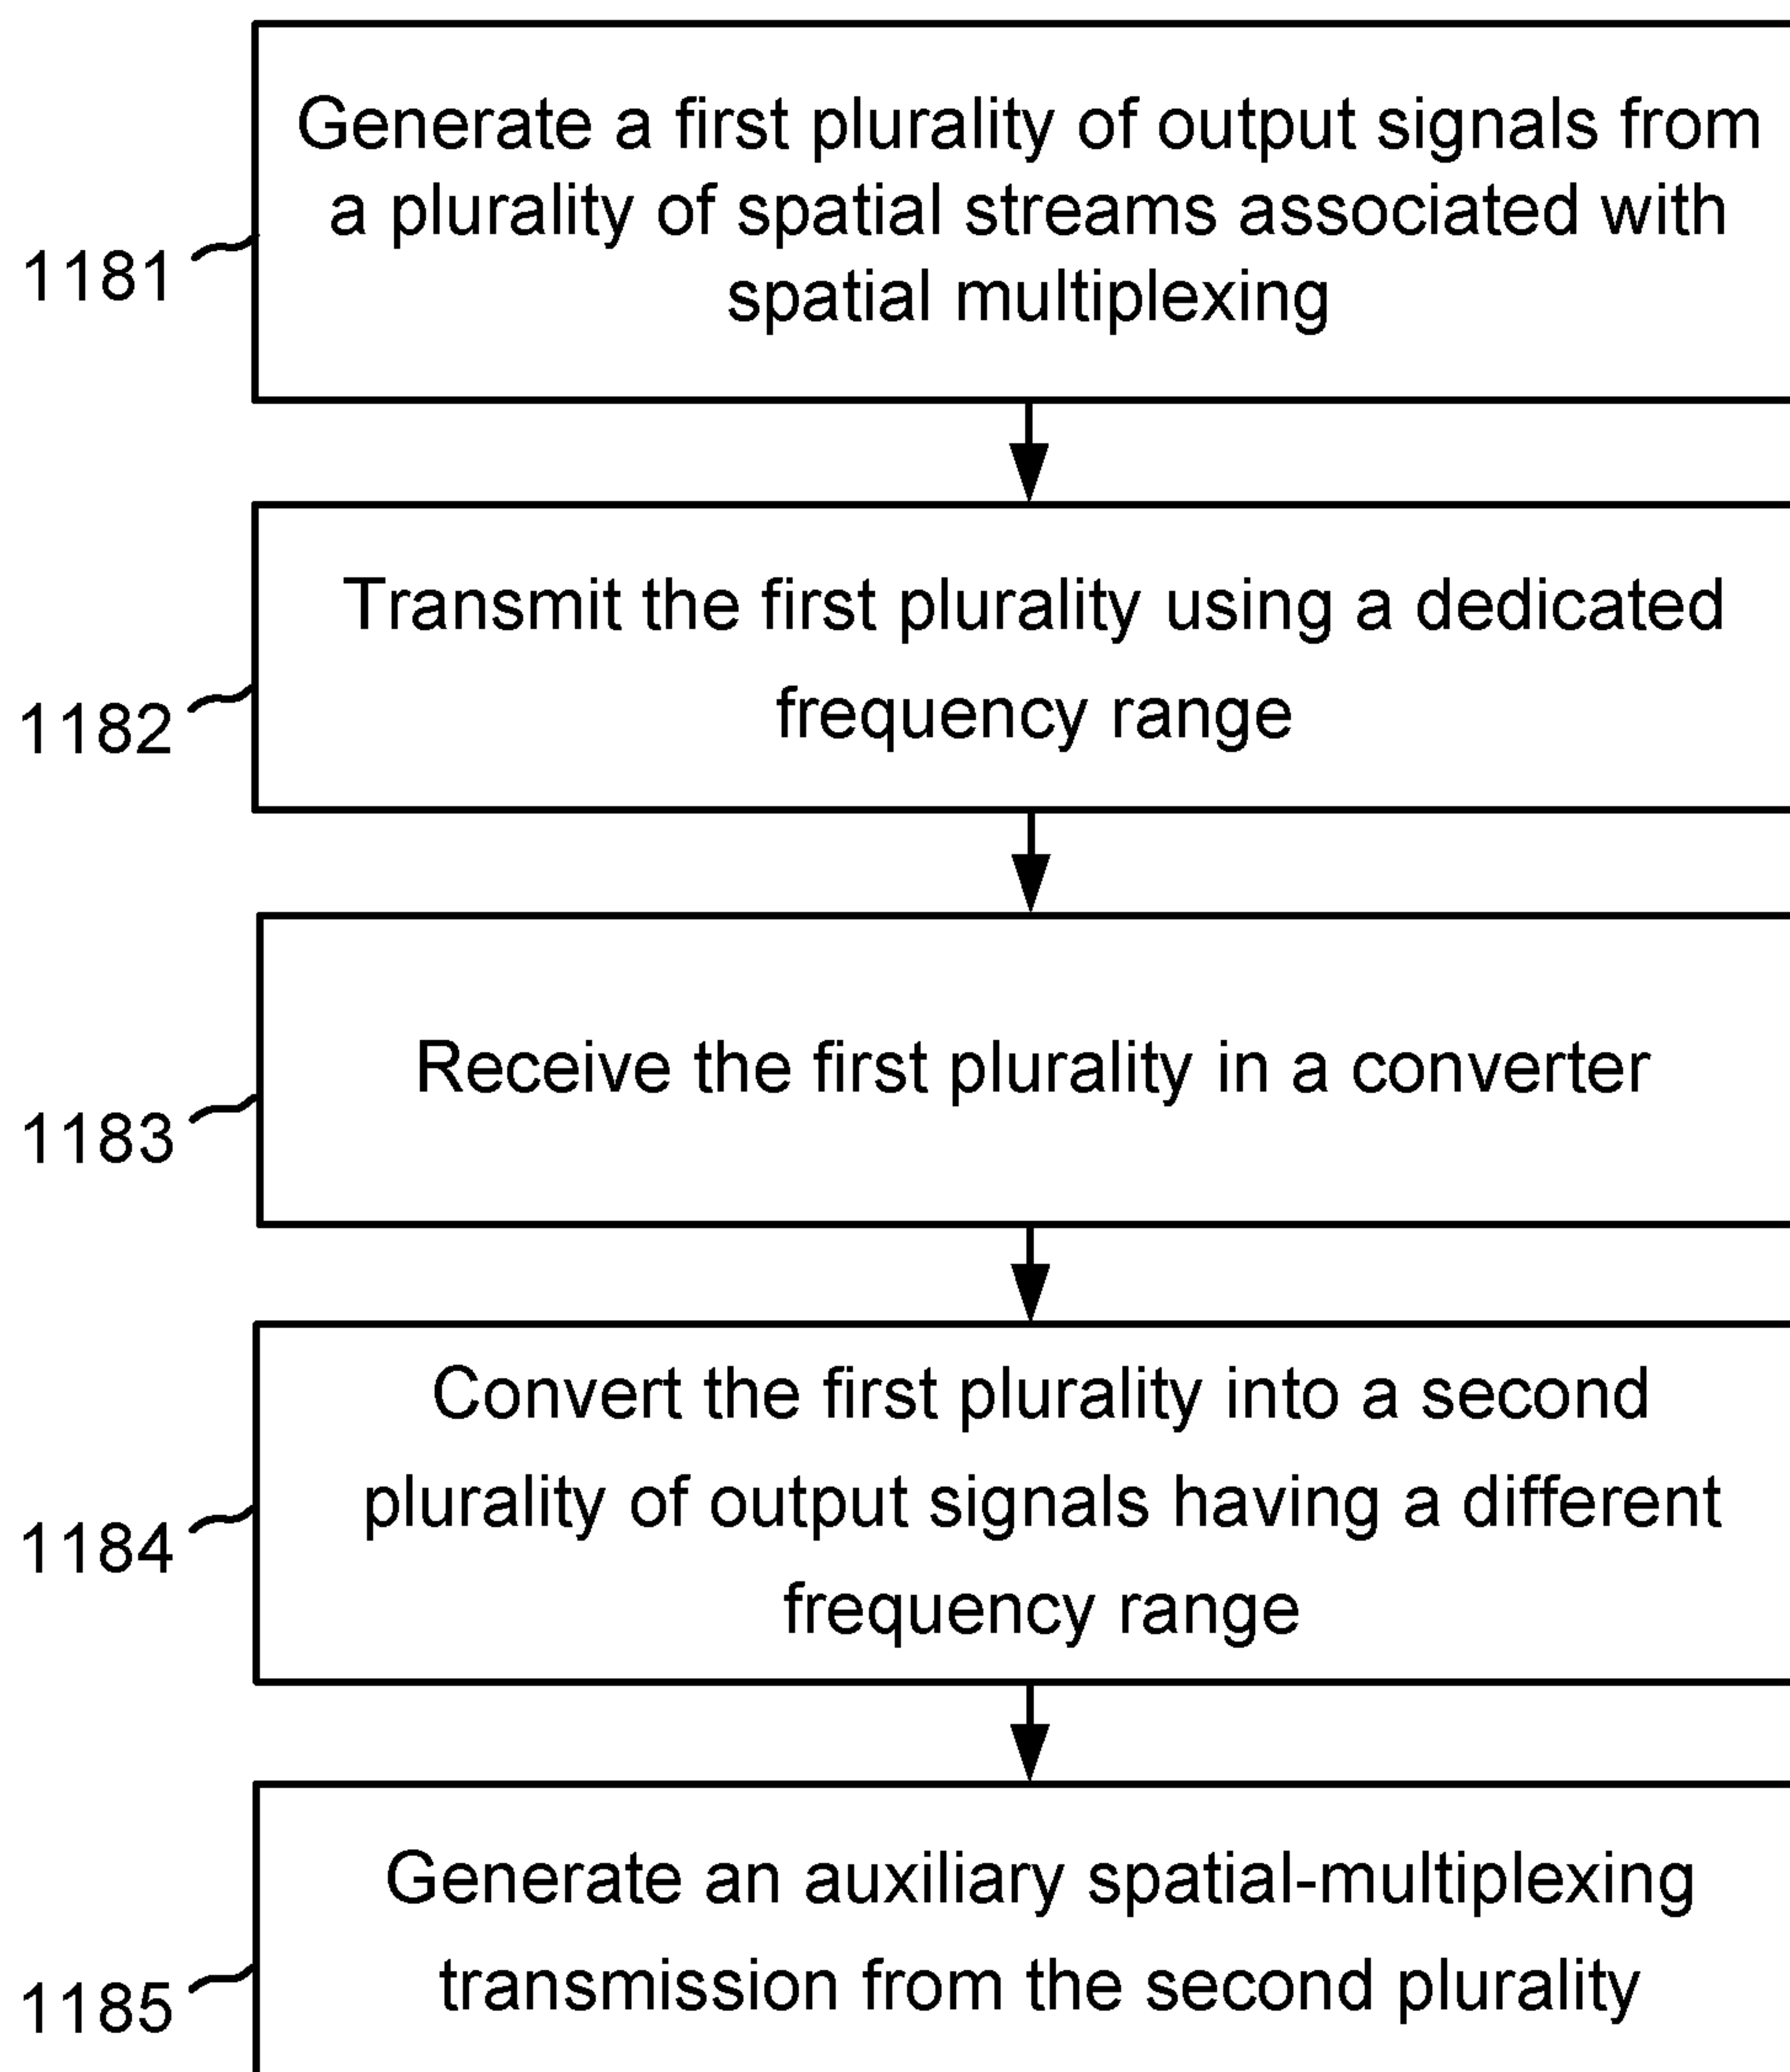 Generate a first plurality of output signals from
a plurality of spatial streams associated with
spatial multiplexing
1181
Transmit the first plurality using a dedicated
frequency range
1182
Receive the first plurality in a converter
1183
Convert the first plurality into a second
plurality of output signals having a different
frequency range
1184
Generate an auxiliary spatial-multiplexing
transmission from the second plurality
1185